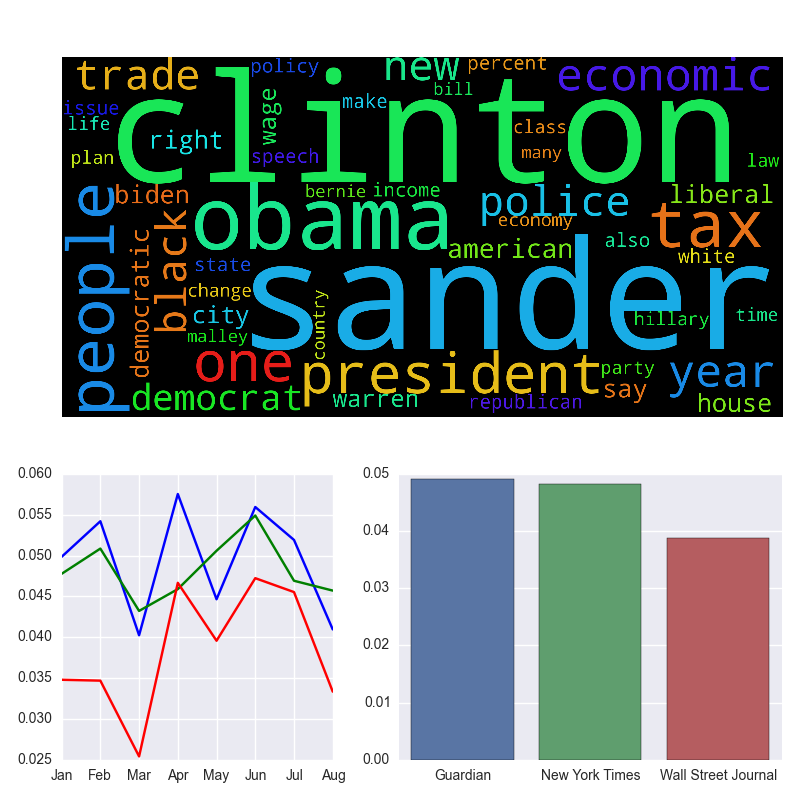 trade policy new percent economic
issue wage make bill
life right class
plan speech many law
people biden bernie income police liberal
obama economy tax
clinton
democratic black american also white
state
change sander
city country hillary time
malley
one president party year
democrat warren republican say house
0.060
0.055
0.050
0.045
0.040
0.035
0.030
0.025
Jan Feb Mar Apr May Jun Jul Aug
0.05
0.04
0.03
0.02
0.01
0.00
Guardian New York Times Wall Street Journal